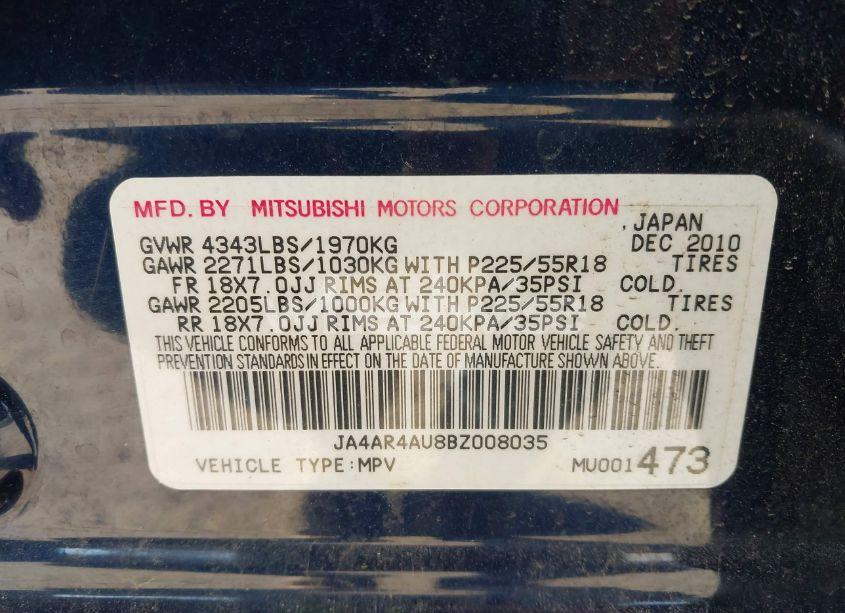 MFD. BY MITSUBISHI MOTORS CORPORATION
, JAPAN
GVWR 4343LBS/1970KG DEC 2010
GAWR 2271LBS/1030KG WITH P225/55R18 TIRES
FR 18X7.0JJ RIMS AT 240KPA/35PSI COLD.
GAWR 2205LBS/1000KG WITH P225/55R18 TIRES
RR 18X7.0JJ RIMS AT 240KPA/35PSI COLD.
THIS VEHICLE CONFORMS TO ALL APPLICABLE FEDERAL MOTOR VEHICLE SAFETY AND THEFT
PREVENTION STANDARDS IN EFFECT ON THE DATE OF MANUFACTURE SHOWN ABOVE.
JA4AR4AU8BZ008035
VEHICLE TYPE:MPV MU001473